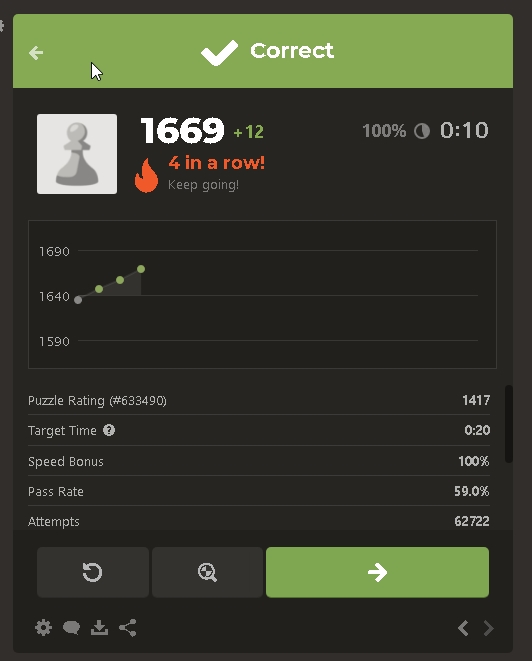 Correct
1669 +12
100% 0:10
4 in a row!
Keep going!
1690
1640
1590
Puzzle Rating (#633490) 1417
Target Time ? 0:20
Speed Bonus 100%
Pass Rate 59.0%
Attempts 62722